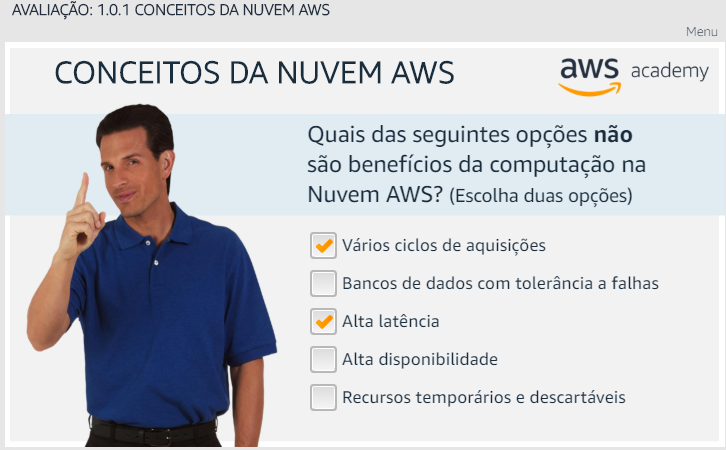 AVALIAÇÃO: 1.0.1 CONCEITOS DA NUVEM AWS
Menu
CONCEITOS DA NUVEM AWS
aws academy
Quais das seguintes opções não
são benefícios da computação na
Nuvem AWS? (Escolha duas opções)
Vários ciclos de aquisições
Bancos de dados com tolerância a falhas
Alta latência
Alta disponibilidade
Recursos temporários e descartáveis